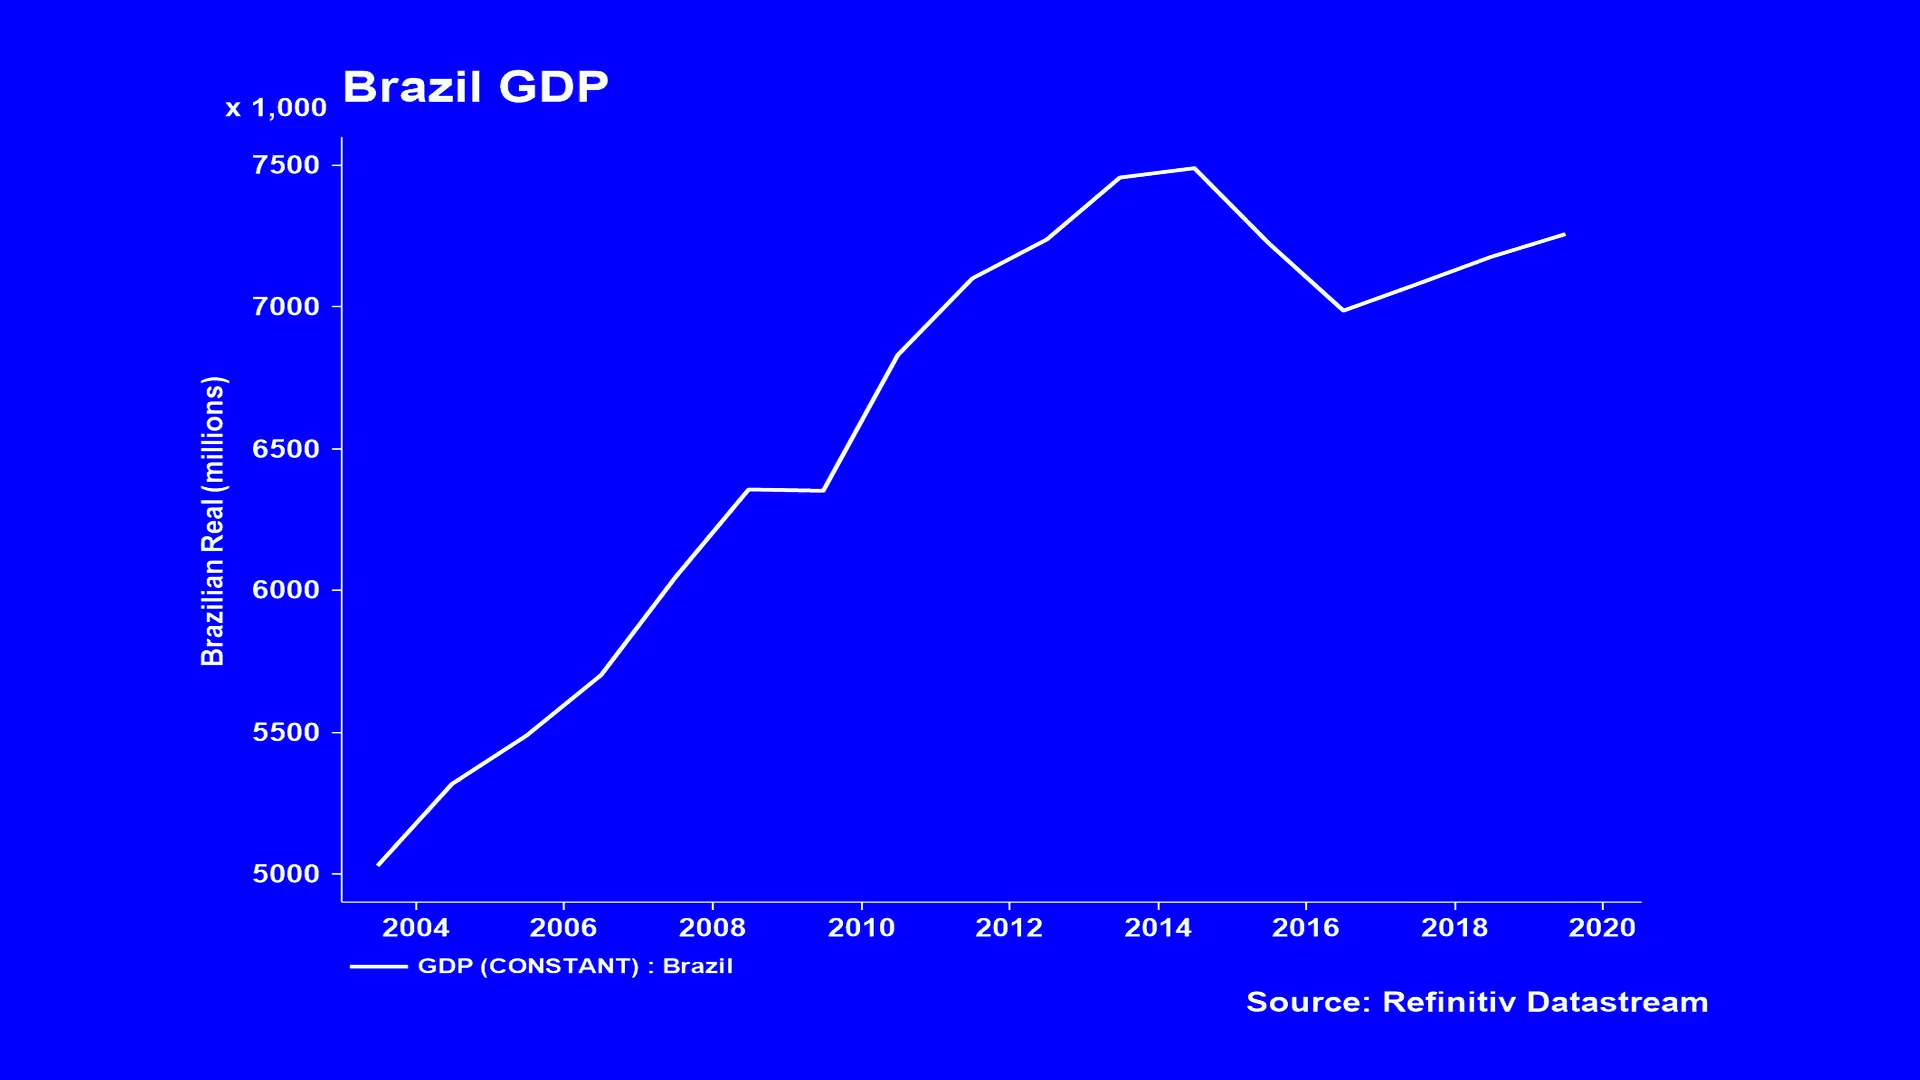 Brazil GDP
x 1,000
7500
7000
6500
6000
5500
5000
Brazilian Real (millions)
2004 2006 2008 2010 2012 2014 2016 2018 2020
GDP (CONSTANT) : Brazil
Source: Refinitiv Datastream